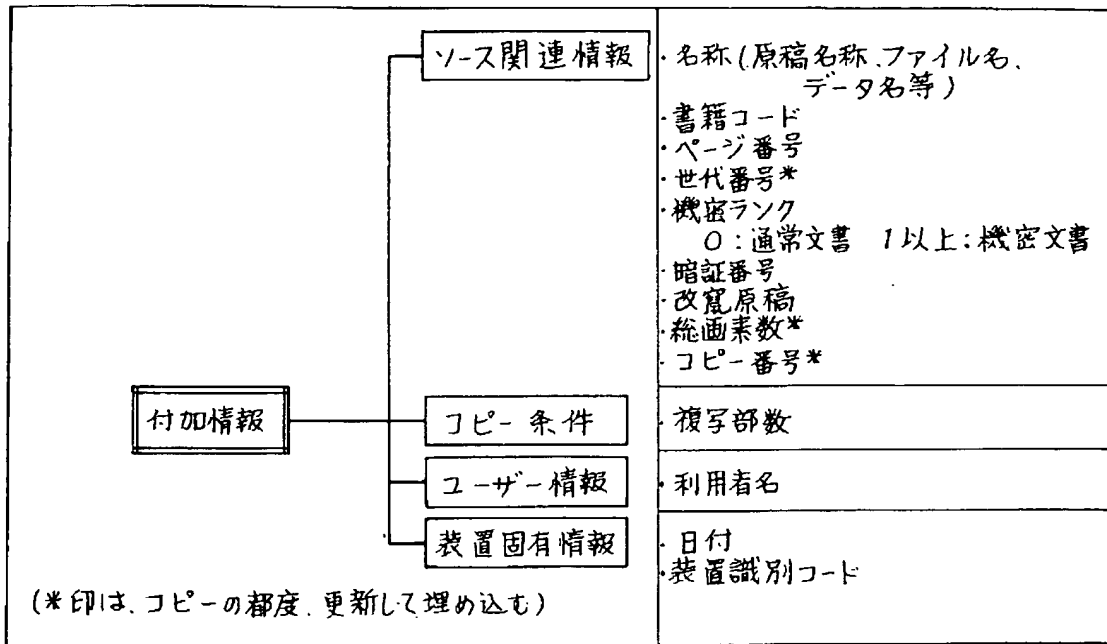 ソース関連情報
・名称(原稿名称、ファイル名、
データ名等)
・書籍コード
・ページ番号
・世代番号*
・機密ランク
0:通常文書 1以上:機密文書
・暗証番号
・改竄原稿
・総画素数*
・コピー番号*
付加情報
コピー条件
・複写部数
ユーザー情報
・利用者名
装置固有情報
・日付
・装置識別コード
(*印は、コピーの都度、更新して埋め込む)